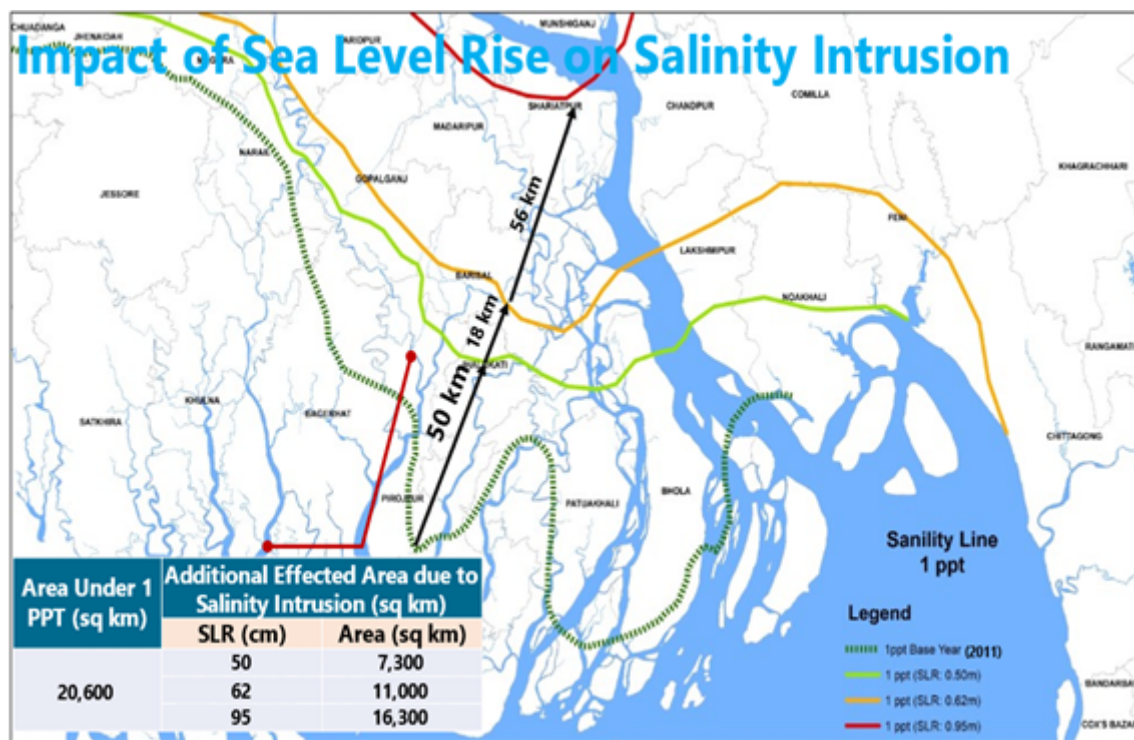 CHUADANGA
JHENAIDAH
MUNSHIGANJ
Impact of Sea Level Rise on Salinity Intrusion
COMILLA
SHARIATPUR
CHANDPUR
MADARIPUR
NARAIL
KHAGRACHHARI
GOPALGANJ
JESSORE
56 km
FENI
LAKSHMIPUR
BARISAL
NOAKHALI
18 km
RANGAMATI
50 km
KHULNA
BAGERHAT
SATKHIRA
CHITTAGONG
PIROJPUR
PATUAKHALI
BHOLA
Sanility Line
1 ppt
Area Under 1
PPT (sq km)
Additional Effected Area due to
Salinity Intrusion (sq km)
SLR (cm)
Area (sq km)
50
7,300
20,600
62
11,000
95
16,300
Legend
1ppt Base Year (2011)
1 ppt (SLR: 0.50m)
1 ppt (SLR: 0.62m)
1 ppt (SLR: 0.95m)
COX'S BAZAR